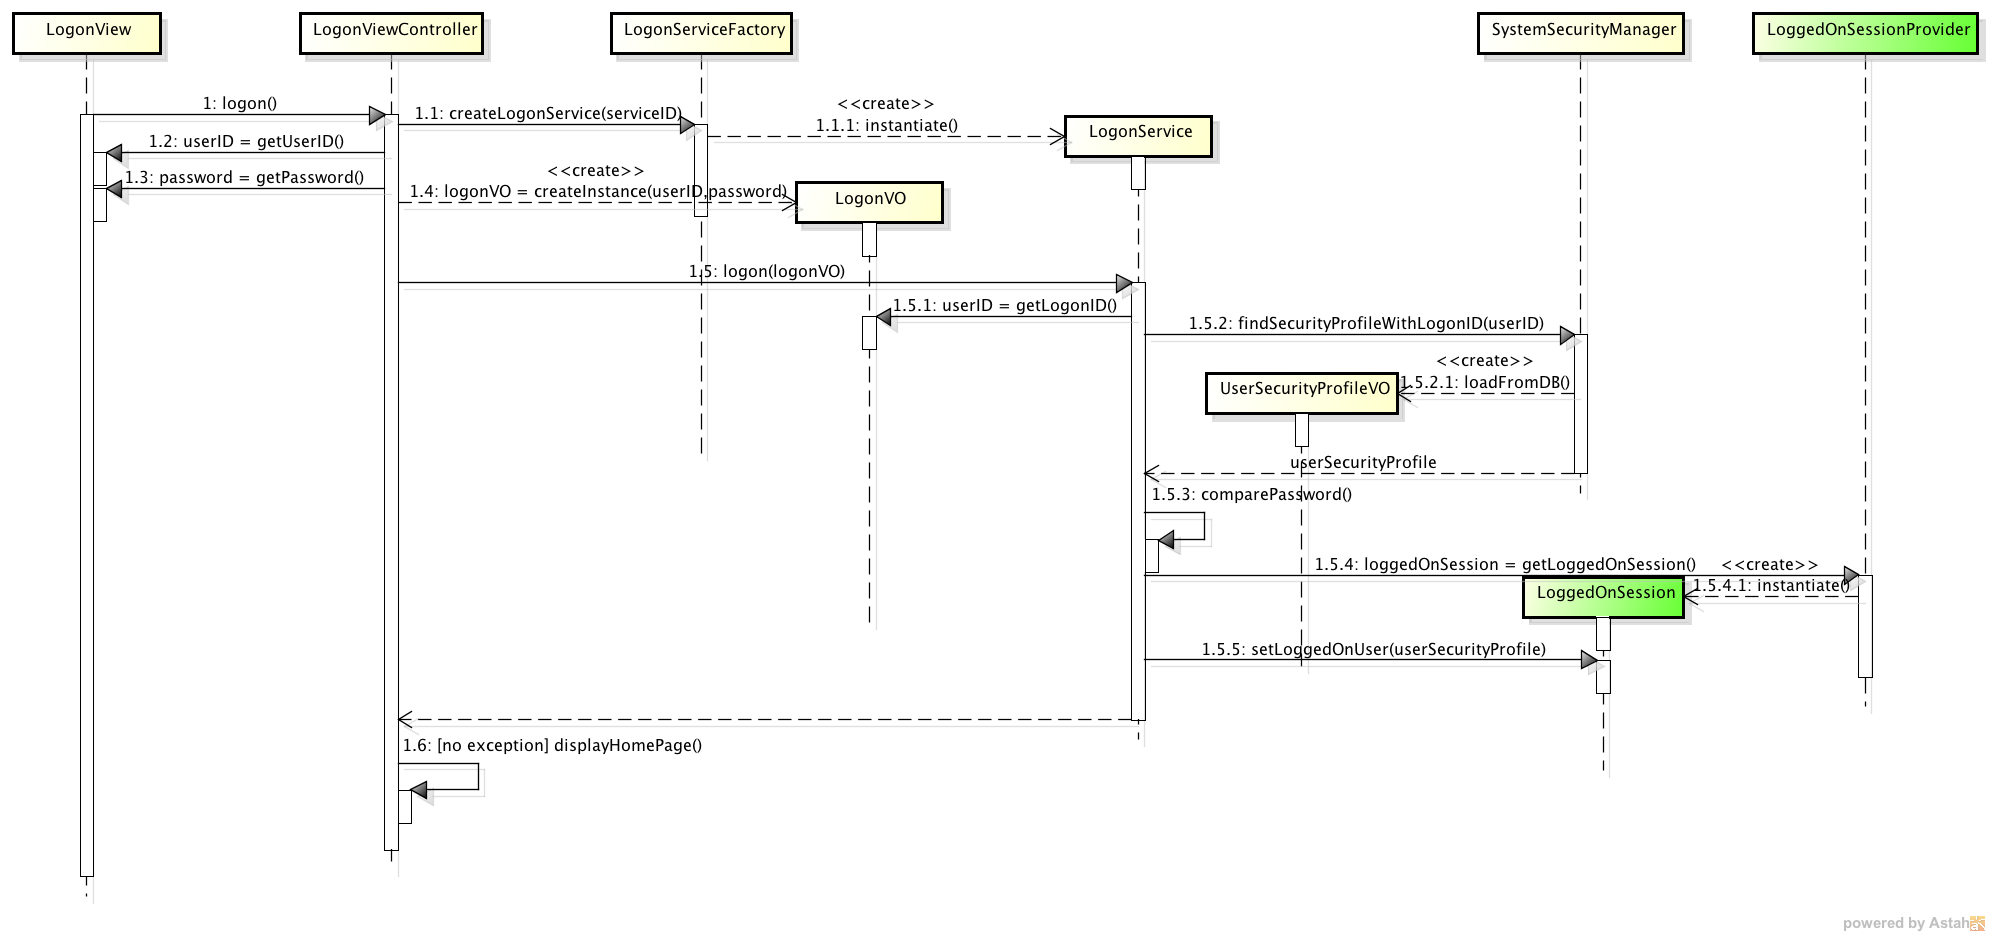 LogonView
LogonViewController
LogonServiceFactory
SystemSecurityManager
LoggedOnSessionProvider
1: logon()
1.1: createLogonService(serviceID)
<<create>>
1.1.1: instantiate()
LogonService
1.2: userID = getUserID()
1.3: password = getPassword()
<<create>>
1.4: logonVO = createInstance(userID,password)
LogonVO
1.5: logon(logonVO)
1.5.1: userID = getLogonID()
1.5.2: findSecurityProfileWithLogonID(userID)
<<create>>
1.5.2.1: loadFromDB()
UserSecurityProfileVO
userSecurityProfile
1.5.3: comparePassword()
1.5.4: loggedOnSession = getLoggedOnSession()
<<create>>
1.5.4.1: instantiate()
LoggedOnSession
1.5.5: setLoggedOnUser(userSecurityProfile)
1.6: [no exception] displayHomePage()
powered by Astah